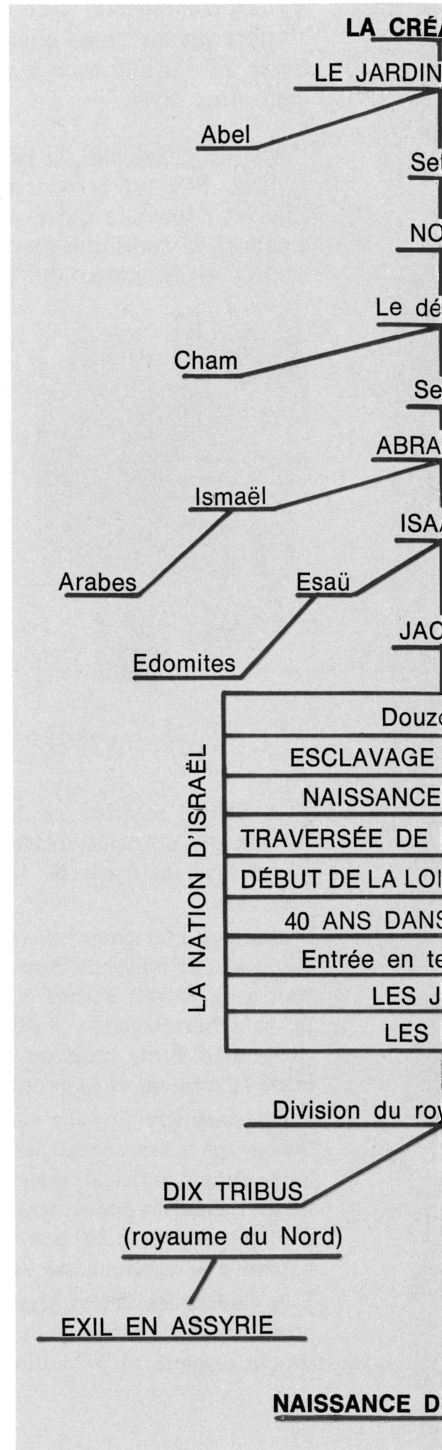 LA CRÉA
LE JARDIN
Abel
Set
NO
Le dé
Cham
Se
ABRA
Ismaël
ISAA
Arabes
Esaü
JAC
Edomites
LA NATION D'ISRAËL
Douze
ESCLAVAGE
NAISSANCE
TRAVERSÉE DE
DÉBUT DE LA LOI
40 ANS DANS
Entrée en te
LES J
LES
Division du roy
DIX TRIBUS
(royaume du Nord)
EXIL EN ASSYRIE
NAISSANCE D